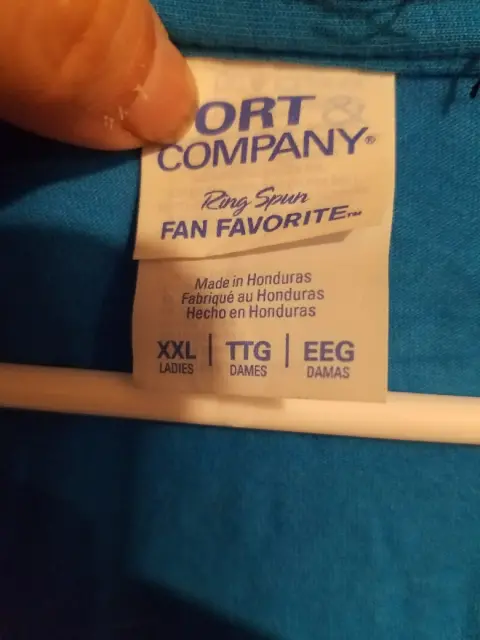 ORT &
COMPANY®
Ring Spun
FAN FAVORITE™
Made in Honduras
Fabriqué au Honduras
Hecho en Honduras
XXL | TTG | EEG
LADIES DAMES DAMAS